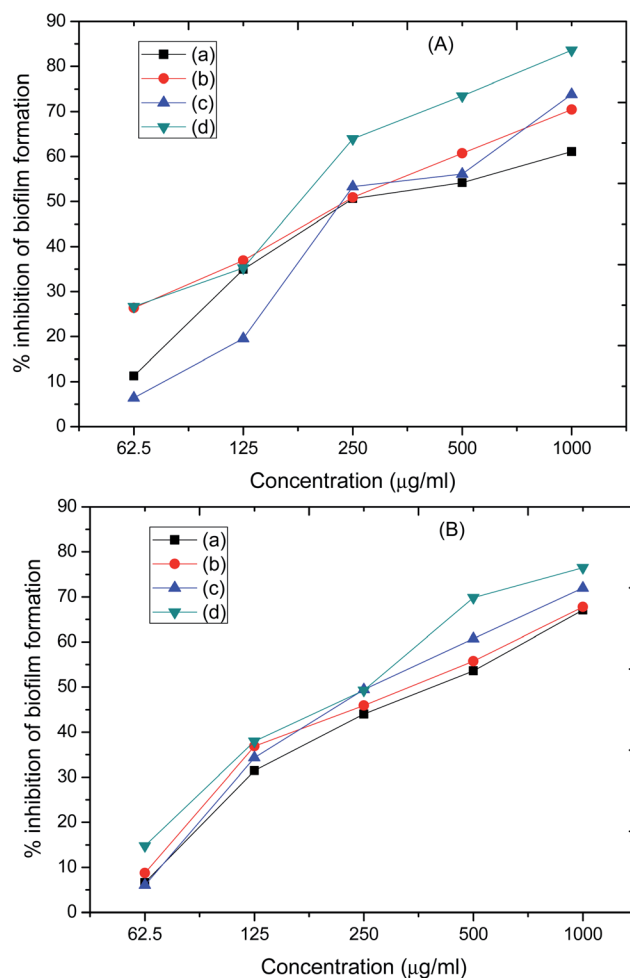 (A)
(a)
(b)
(c)
(d)
% inhibition of biofilm formation
90
80
70
60
50
40
30
20
10
0
62.5 125 250 500 1000
Concentration (μg/ml)
(B)
(a)
(b)
(c)
(d)
% inhibition of biofilm formation
90
80
70
60
50
40
30
20
10
0
62.5 125 250 500 1000
Concentration (μg/ml)